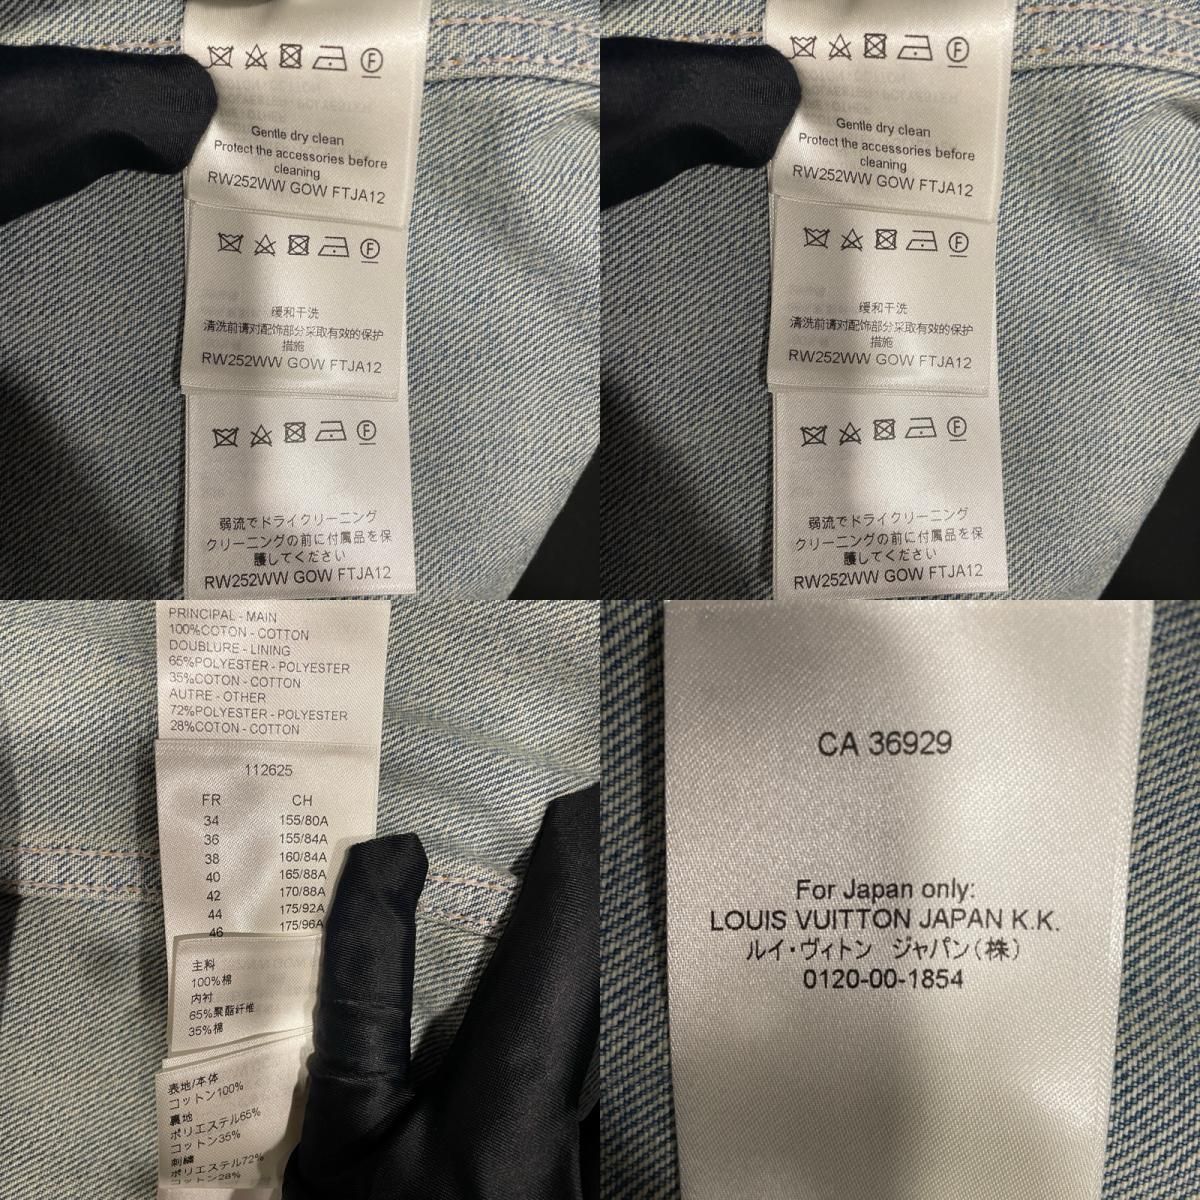 Gentle dry clean
Protect the accessories before
cleaning
RW252WW GOW FTJA12
缓和干洗
清洗前请对配饰部分采取有效的保护
措施
RW252WW GOW FTJA12
弱流でドライクリーニング
クリーニングの前に付属品を保
護してください
RW252WW GOW FTJA12
Gentle dry clean
Protect the accessories before
cleaning
RW252WW GOW FTJA12
缓和干洗
清洗前请对配饰部分采取有效的保护
措施
RW252WW GOW FTJA12
弱流でドライクリーニング
クリーニングの前に付属品を保
護してください
RW252WW GOW FTJA12
PRINCIPAL - MAIN
100%COTON - COTTON
DOUBLURE - LINING
65%POLYESTER - POLYESTER
35%COTON - COTTON
AUTRE - OTHER
72%POLYESTER - POLYESTER
28%COTON - COTTON
112625
FR CH
34 155/80A
36 155/84A
38 160/84A
40 165/88A
42 170/88A
44 175/92A
46 175/96A
主料
100%棉
内衬
65%聚酯纤维
35%棉
表地/本体
コットン100%
裏地
ポリエステル65%
コットン35%
刺繍
ポリエステル72%
コットン28%
CA 36929
For Japan only:
LOUIS VUITTON JAPAN K.K.
ルイ・ヴィトン ジャパン(株)
0120-00-1854